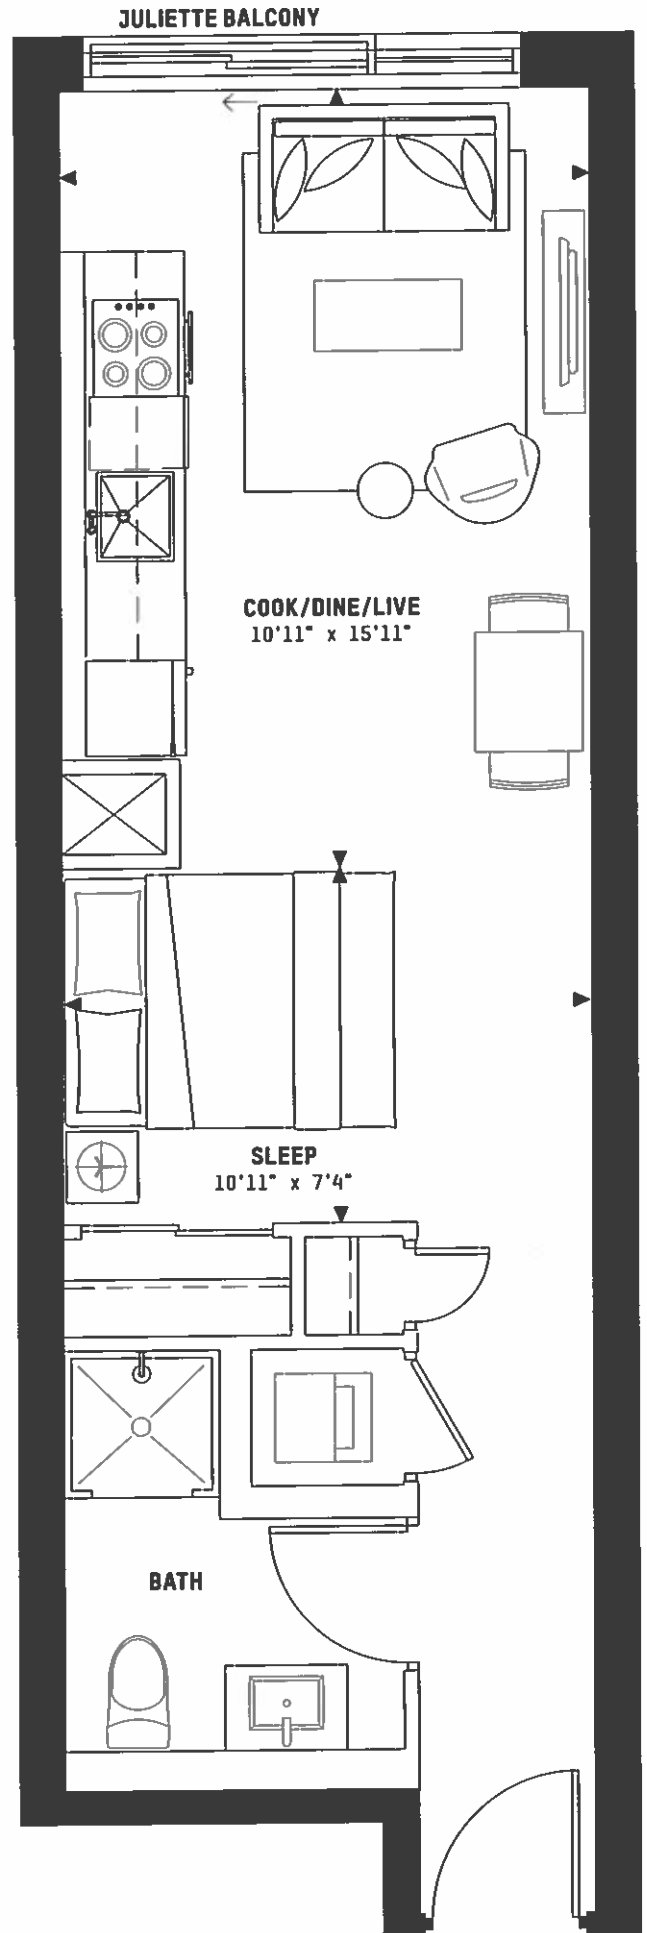 JULIETTE BALCONY
COOK/DINE/LIVE
10'11" x 15'11"
SLEEP
10'11" x 7'4"
BATH